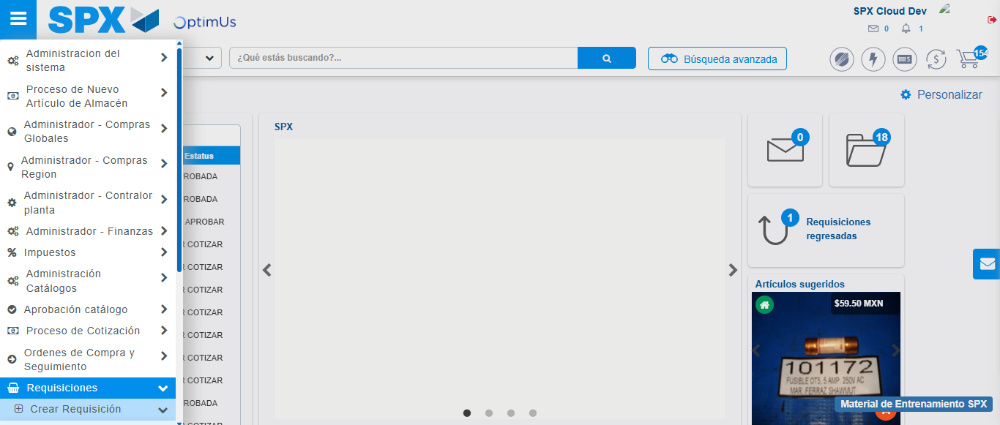 SPX
OptimUs
SPX Cloud Dev
0
1
¿Qué estás buscando?...
Búsqueda avanzada
154
Personalizar
Administracion del
sistema
Proceso de Nuevo
Artículo de Almacén
Administrador - Compras
Globales
Administrador - Compras
Region
Administrador - Contralor
planta
Administrador - Finanzas
Impuestos
Administración
Catálogos
Aprobación catálogo
Proceso de Cotización
Ordenes de Compra y
Seguimiento
Requisiciones
Crear Requisición
Estatus
ROBADA
ROBADA
APROBAR
COTIZAR
COTIZAR
COTIZAR
COTIZAR
COTIZAR
COTIZAR
COTIZAR
ROBADA
COTIZAR
SPX
0
18
1
Requisiciones
regresadas
Artículos sugeridos
$59.50 MXN
101172
FUSIBLE OT5, 5 AMP. 250V AC
MAR. FERRAZ SHAWMUT
Material de Entrenamiento SPX